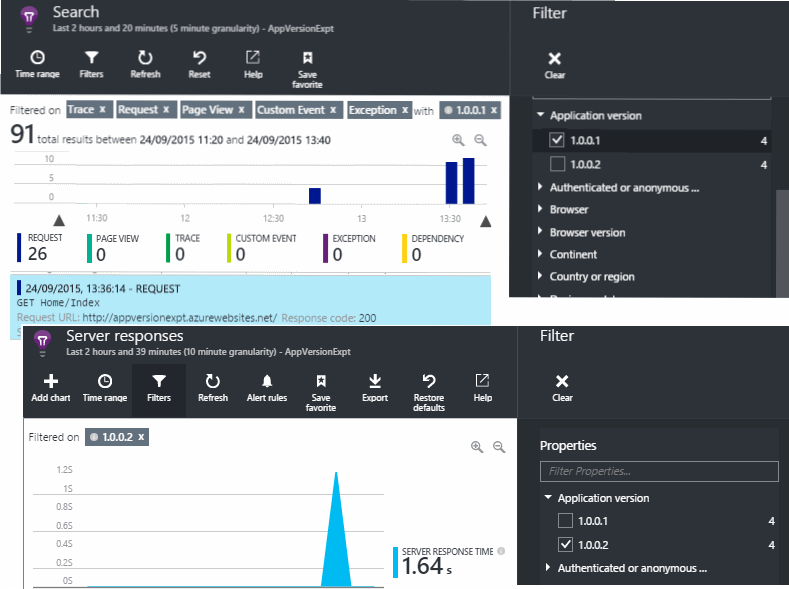 Search
Last 2 hours and 20 minutes (5 minute granularity) - AppVersionExpt
Time range Filters Refresh Reset Help Save favorite
Filtered on Trace x Request x Page View x Custom Event x Exception x with 1.0.0.1 x
91 total results between 24/09/2015 11:20 and 24/09/2015 13:40
10
5
0
11:30 12 12:30 13 13:30
REQUEST PAGE VIEW TRACE CUSTOM EVENT EXCEPTION DEPENDENCY
26 0 0 0 0 0
24/09/2015, 13:36:14 - REQUEST
GET Home/Index
Request URL: http://appversionexpt.azurewebsites.net/ Response code: 200
Filter
Clear
Application version
1.0.0.1 4
1.0.0.2 4
Authenticated or anonymous ...
Browser
Browser version
Continent
Country or region
Server responses
Last 2 hours and 39 minutes (10 minute granularity) - AppVersionExpt
Add chart Time range Filters Refresh Alert rules Save favorite Export Restore defaults Help
Filtered on 1.0.0.2 x
1.2S
1S
0.8S
0.6S
0.4S
0.2S
0S
SERVER RESPONSE TIME
1.64 s
Filter
Clear
Properties
Filter Properties...
Application version
1.0.0.1 4
1.0.0.2 4
Authenticated or anonymous ...